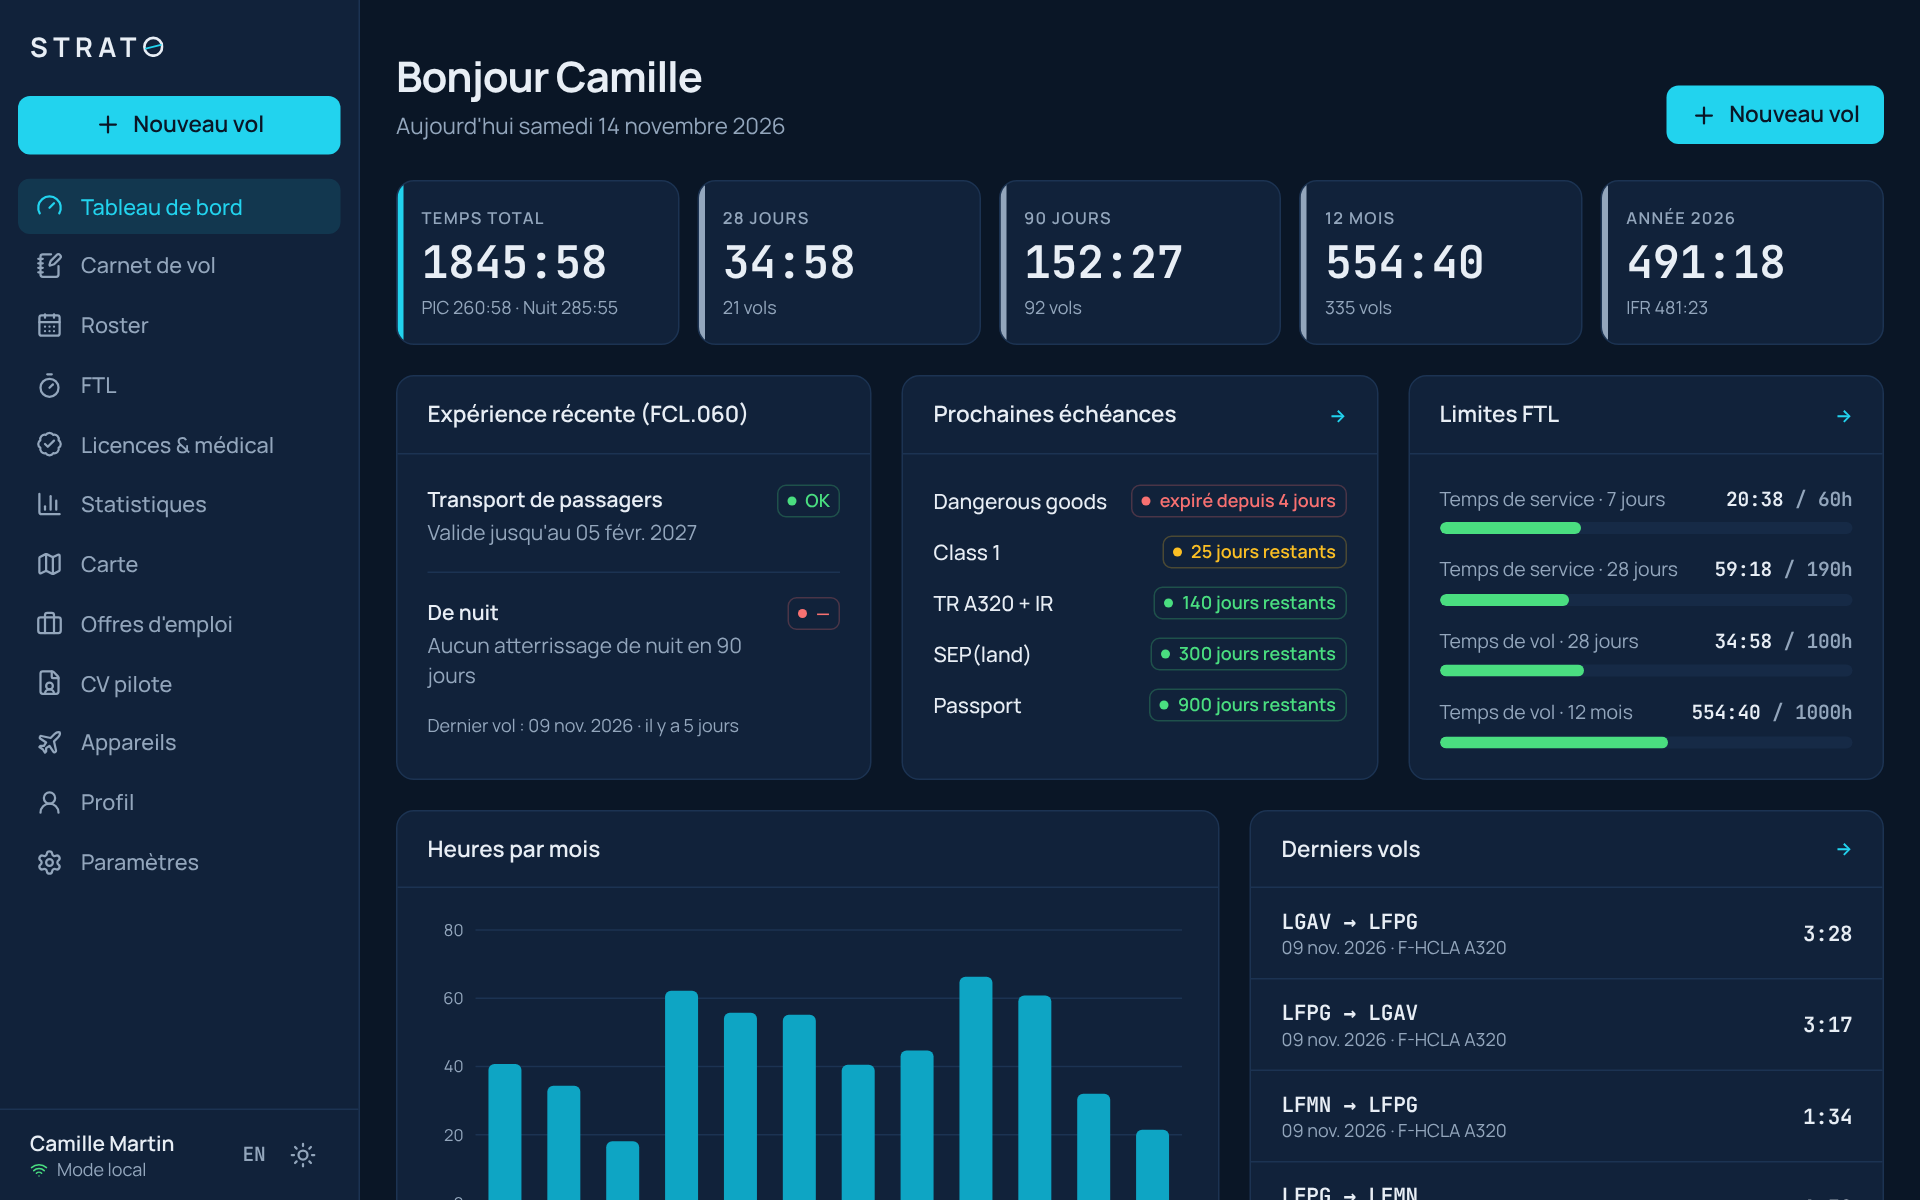 STRATO
Nouveau vol
Tableau de bord
Carnet de vol
Roster
FTL
Licences & médical
Statistiques
Carte
Offres d'emploi
CV pilote
Appareils
Profil
Paramètres
Camille Martin
Mode local
EN
Bonjour Camille
Aujourd'hui samedi 14 novembre 2026
Nouveau vol
TEMPS TOTAL
1845:58
PIC 260:58 · Nuit 285:55
28 JOURS
34:58
21 vols
90 JOURS
152:27
92 vols
12 MOIS
554:40
335 vols
ANNÉE 2026
491:18
IFR 481:23
Expérience récente (FCL.060)
Transport de passagers
OK
Valide jusqu'au 05 févr. 2027
De nuit
—
Aucun atterrissage de nuit en 90
jours
Dernier vol : 09 nov. 2026 · il y a 5 jours
Prochaines échéances →
Dangerous goods expiré depuis 4 jours
Class 1 25 jours restants
TR A320 + IR 140 jours restants
SEP(land) 300 jours restants
Passport 900 jours restants
Limites FTL →
Temps de service · 7 jours 20:38 / 60h
Temps de service · 28 jours 59:18 / 190h
Temps de vol · 28 jours 34:58 / 100h
Temps de vol · 12 mois 554:40 / 1000h
Heures par mois
80
60
40
20
Derniers vols →
LGAV → LFPG
09 nov. 2026 · F-HCLA A320
3:28
LFPG → LGAV
09 nov. 2026 · F-HCLA A320
3:17
LFMN → LFPG
09 nov. 2026 · F-HCLA A320
1:34
LFPG → LFMN